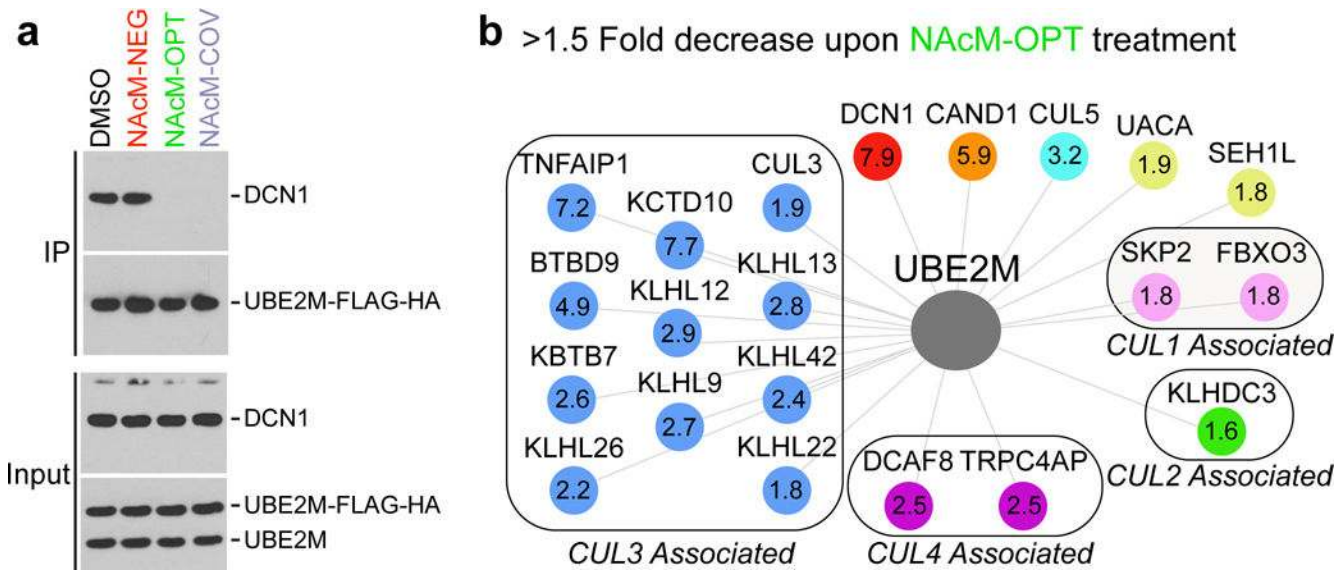 a
DMSO
NAcM-NEG
NAcM-OPT
NAcM-COV
IP
DCN1
UBE2M-FLAG-HA
Input
DCN1
UBE2M-FLAG-HA
UBE2M
b >1.5 Fold decrease upon NAcM-OPT treatment
TNFAIP1
7.2
KCTD10
7.7
CUL3
1.9
BTBD9
4.9
KLHL12
2.9
KLHL13
2.8
KBTB7
2.6
KLHL9
2.7
KLHL42
2.4
KLHL26
2.2
KLHL22
1.8
CUL3 Associated
DCN1
7.9
CAND1
5.9
CUL5
3.2
UACA
1.9
SEH1L
1.8
UBE2M
SKP2
1.8
FBXO3
1.8
CUL1 Associated
KLHDC3
1.6
CUL2 Associated
DCAF8
2.5
TRPC4AP
2.5
CUL4 Associated